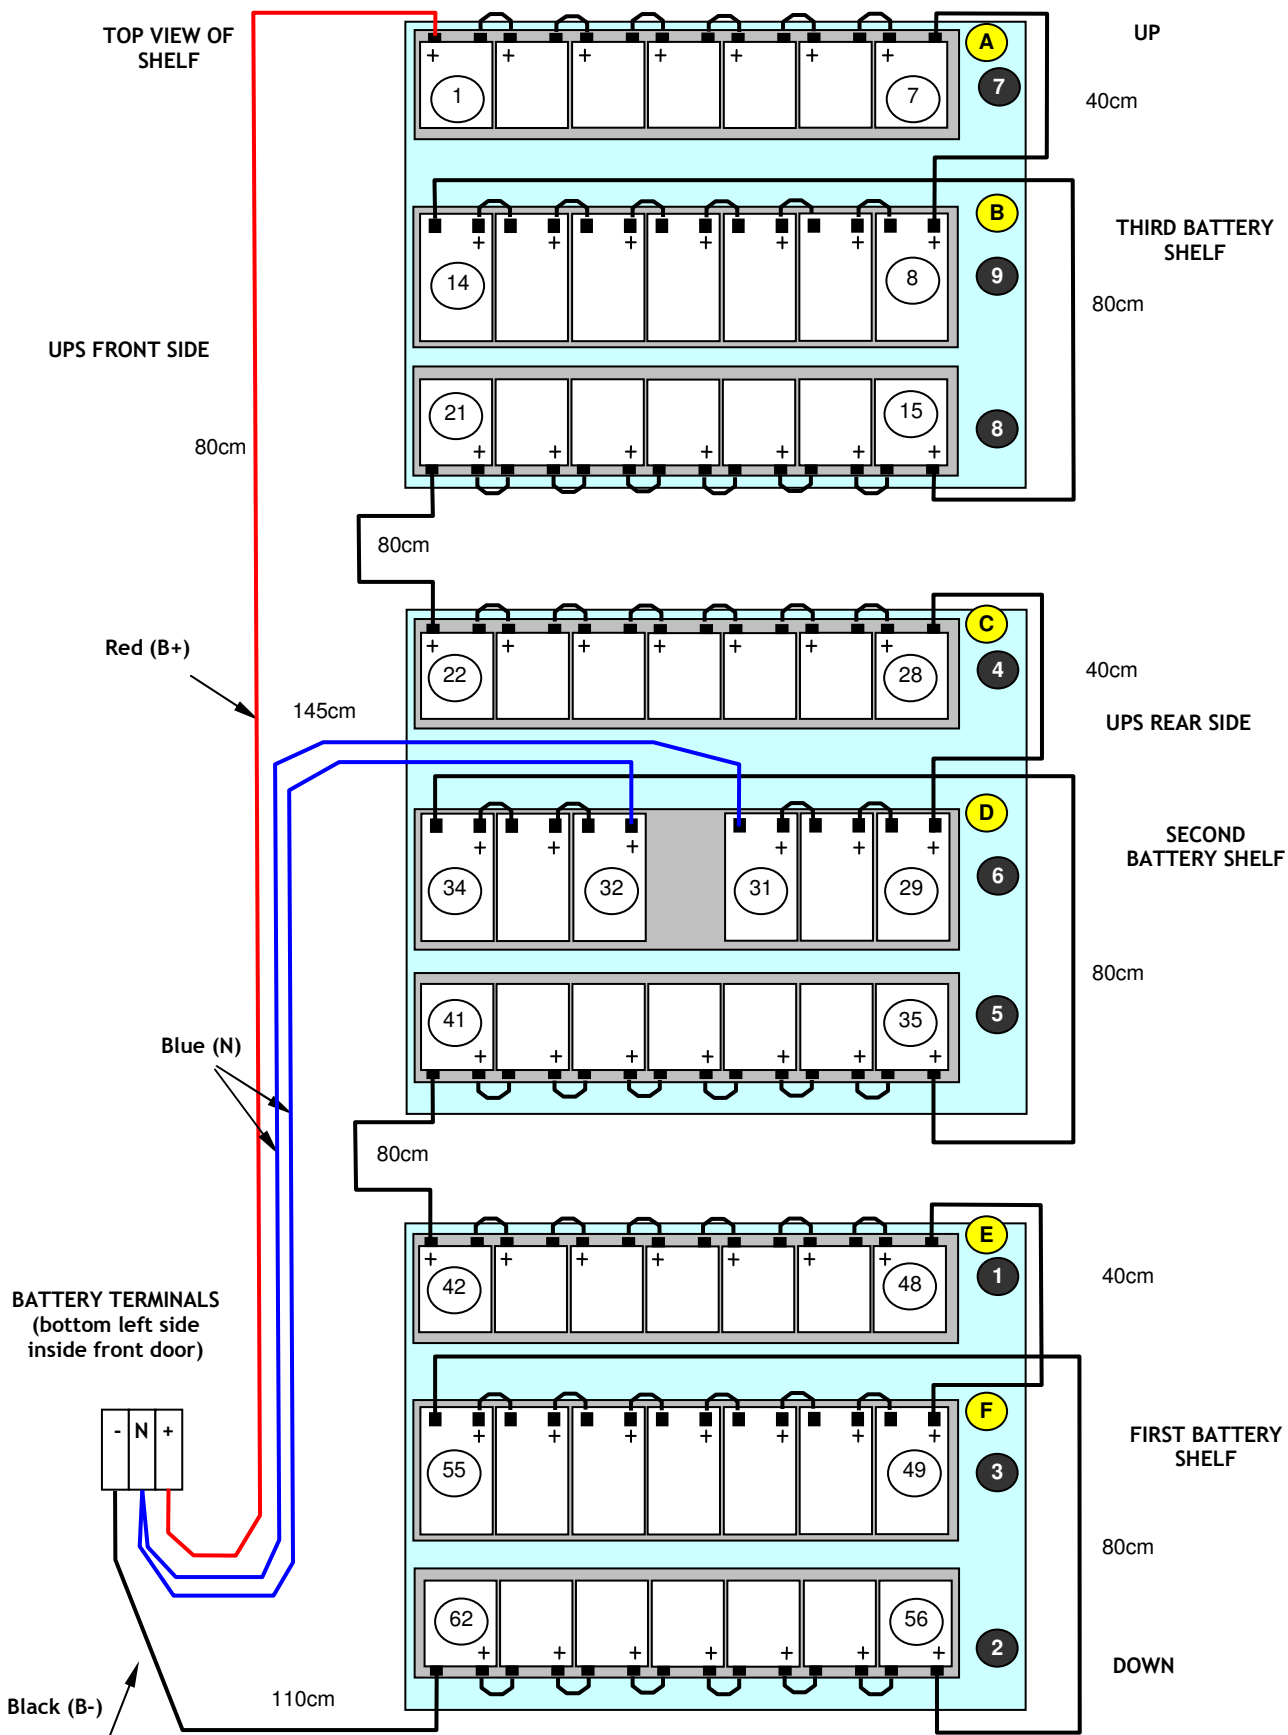 TOP VIEW OF
SHELF
UP
A
7
40cm
+ + + + + + +
1
7
B
9
THIRD BATTERY
SHELF
+ + + + + + +
14
8
80cm
UPS FRONT SIDE
80cm
21
15
8
+ + + + + + +
80cm
C
4
40cm
+ + + + + + +
22
28
Red (B+)
145cm
UPS REAR SIDE
D
6
SECOND
BATTERY SHELF
+ + + + + +
34
32
31
29
80cm
41
35
5
+ + + + + + +
Blue (N)
80cm
E
1
40cm
+ + + + + + +
42
48
BATTERY TERMINALS
(bottom left side
inside front door)
- N +
F
3
FIRST BATTERY
SHELF
+ + + + + + +
55
49
80cm
62
56
2
+ + + + + + +
DOWN
Black (B-)
110cm